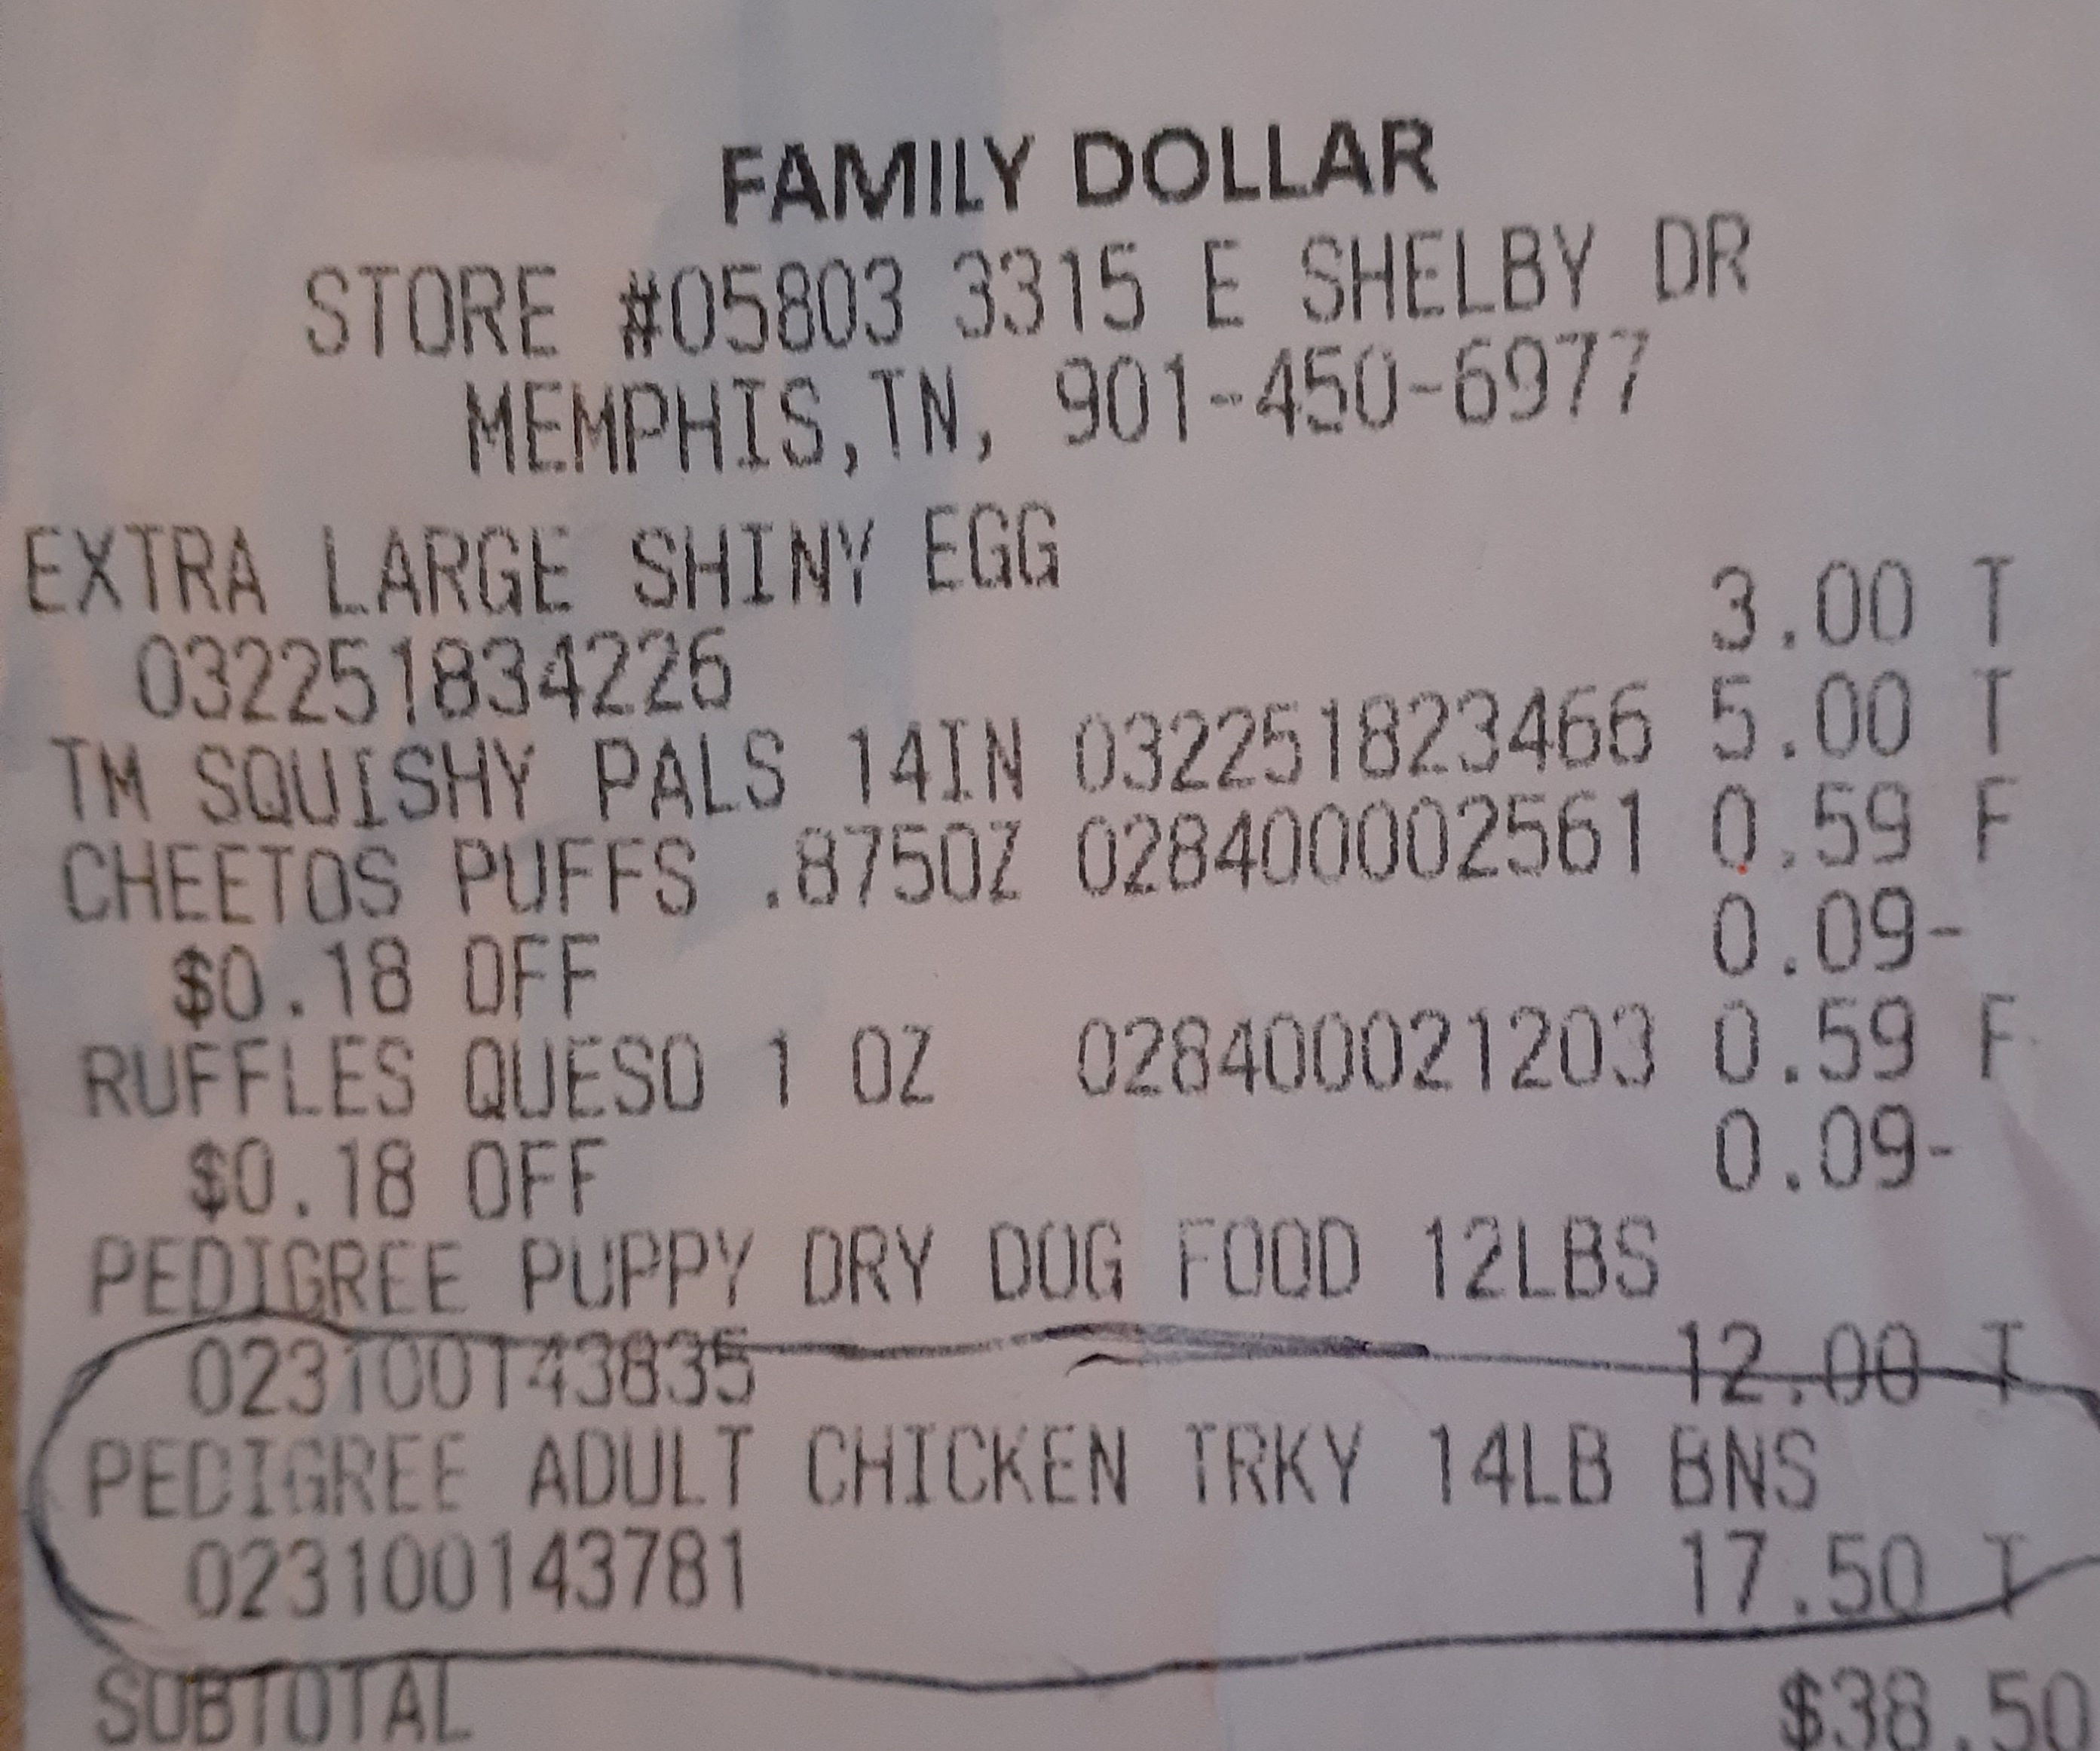 FAMILY DOLLAR
STORE #05803 3315 E SHELBY DR
MEMPHIS,TN, 901-450-6977
EXTRA LARGE SHINY EGG
032251834226 3.00 T
TM SQUISHY PALS 14IN 032251823466 5.00 T
CHEETOS PUFFS .875OZ 028400002561 0.59 F
$0.18 OFF 0.09-
RUFFLES QUESO 1 OZ 028400021203 0.59 F
$0.18 OFF 0.09-
PEDIGREE PUPPY DRY DOG FOOD 12LBS
023100143835 12.00 T
PEDIGREE ADULT CHICKEN TRKY 14LB BNS
023100143781 17.50 T
SUBTOTAL $38.50